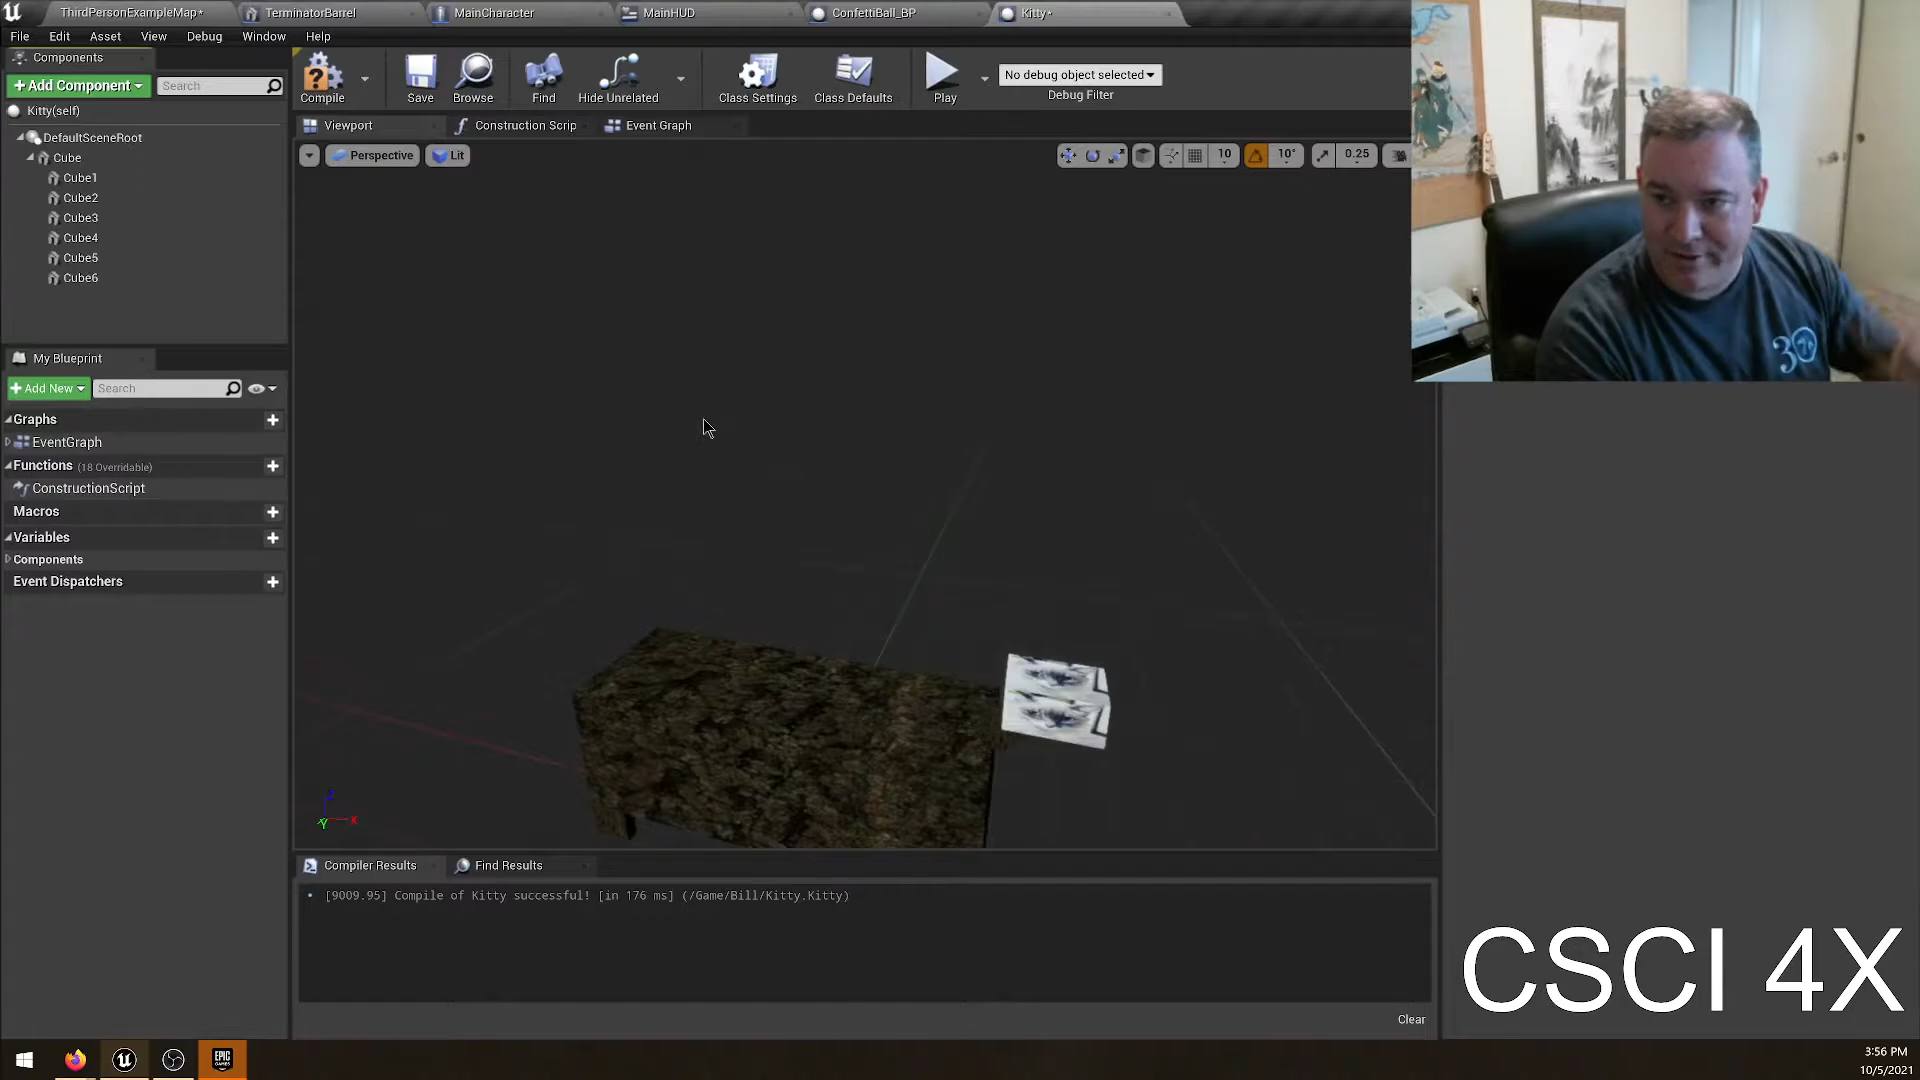 ThirdPersonExampleMap*
TerminatorBarrel
MainCharacter
MainHUD
ConfettiBall_BP
Kitty*
File
Edit
Asset
View
Debug
Window
Help
Components
+ Add Component
Search
Kitty(self)
DefaultSceneRoot
Cube
Cube1
Cube2
Cube3
Cube4
Cube5
Cube6
Compile
Save
Browse
Find
Hide Unrelated
Class Settings
Class Defaults
Play
No debug object selected
Debug Filter
Viewport
Construction Scrip
Event Graph
Perspective
Lit
10
10°
0.25
My Blueprint
+ Add New
Search
Graphs
EventGraph
Functions (18 Overridable)
ConstructionScript
Macros
Variables
Components
Event Dispatchers
Z
Y
X
Compiler Results
Find Results
[9009.95] Compile of Kitty successful! [in 176 ms] (/Game/Bill/Kitty.Kitty)
Clear
30
CSCI 4X
EPIC GAMES
3:56 PM
10/5/2021